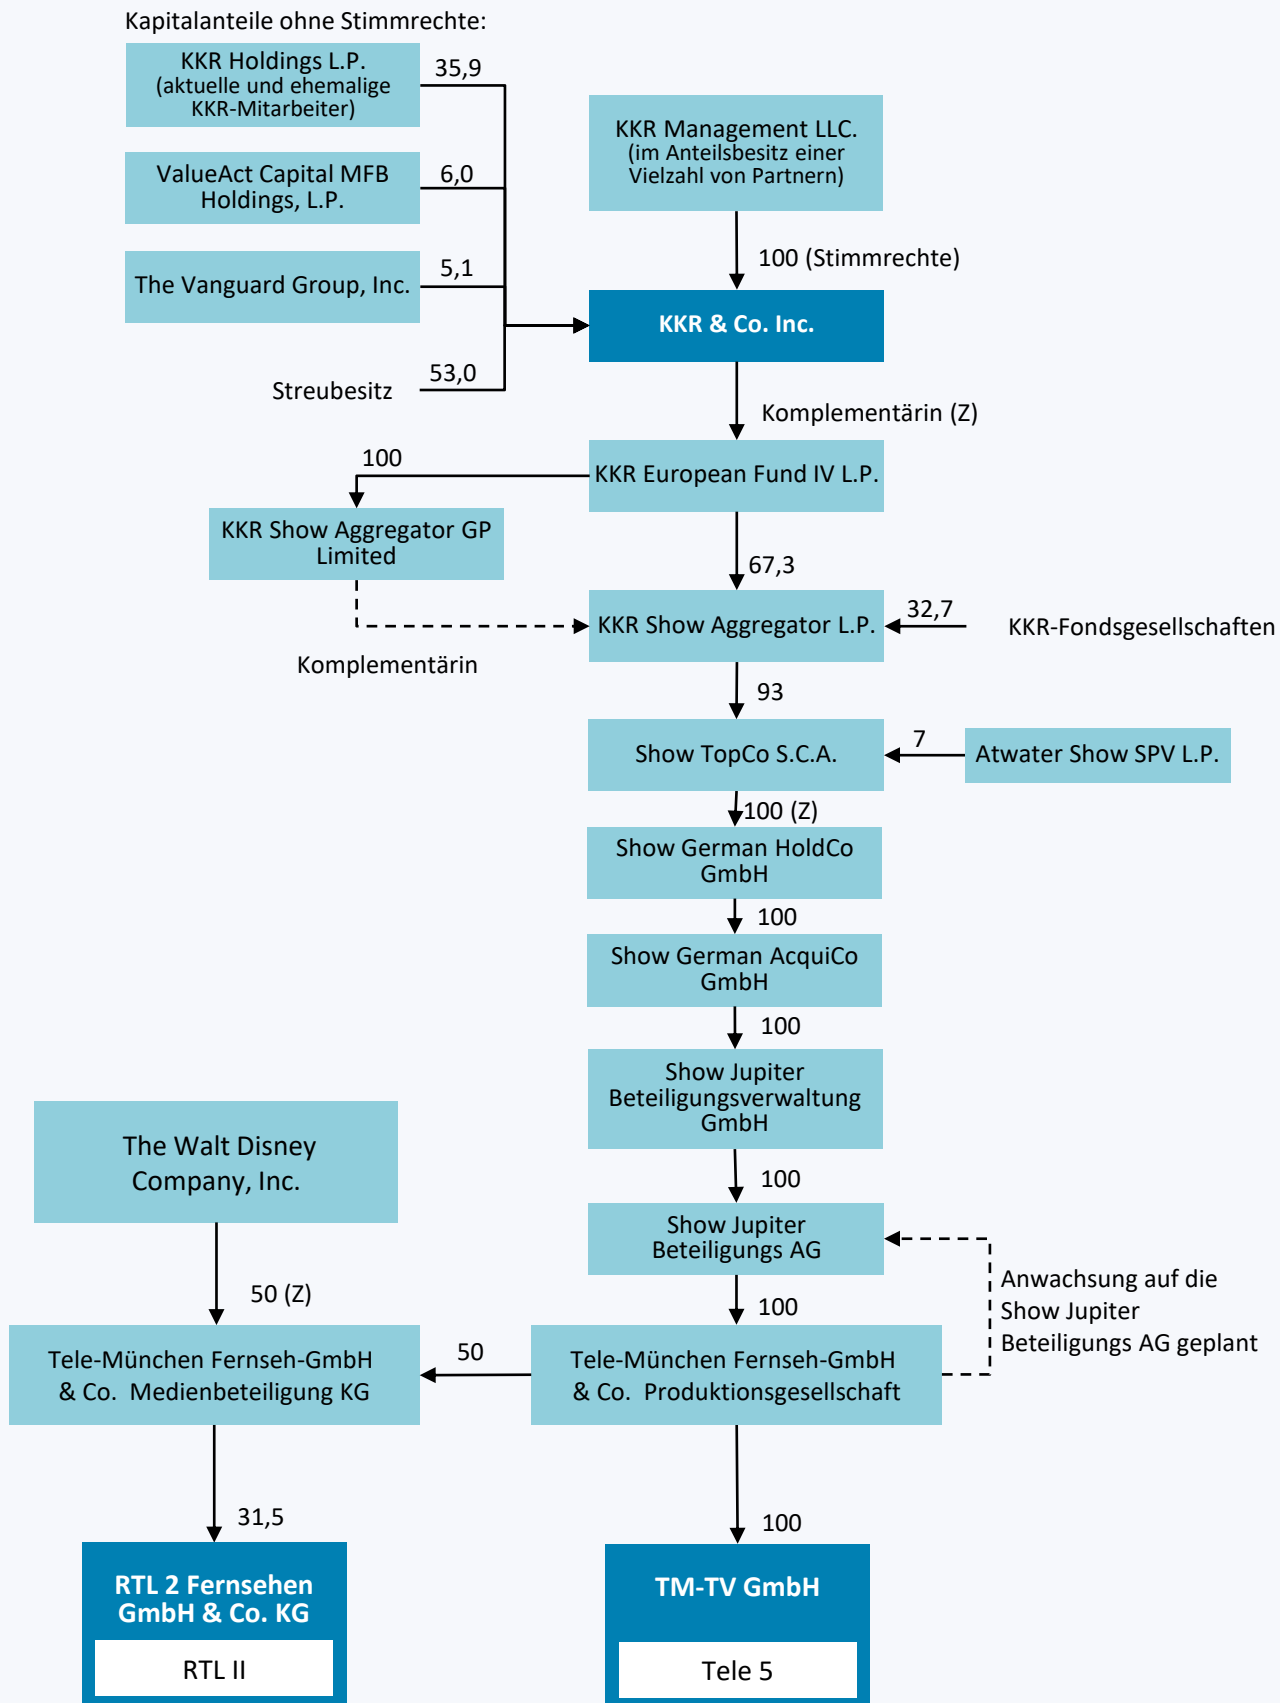 Kapitalanteile ohne Stimmrechte:
KKR Holdings L.P.
(aktuelle und ehemalige
KKR-Mitarbeiter)
35,9
KKR Management LLC.
(im Anteilsbesitz einer
Vielzahl von Partnern)
ValueAct Capital MFB
Holdings, L.P.
6,0
100 (Stimmrechte)
The Vanguard Group, Inc.
5,1
KKR & Co. Inc.
Streubesitz
53,0
Komplementärin (Z)
100
KKR European Fund IV L.P.
KKR Show Aggregator GP
Limited
67,3
KKR Show Aggregator L.P.
32,7
KKR-Fondsgesellschaften
Komplementärin
93
Show TopCo S.C.A.
7
Atwater Show SPV L.P.
100 (Z)
Show German HoldCo
GmbH
100
Show German AcquiCo
GmbH
100
Show Jupiter
Beteiligungsverwaltung
GmbH
The Walt Disney
Company, Inc.
100
Show Jupiter
Beteiligungs AG
Anwachsung auf die
Show Jupiter
Beteiligungs AG geplant
50 (Z)
100
Tele-München Fernseh-GmbH
& Co. Medienbeteiligung KG
50
Tele-München Fernseh-GmbH
& Co. Produktionsgesellschaft
31,5
100
RTL 2 Fernsehen
GmbH & Co. KG
RTL II
TM-TV GmbH
Tele 5